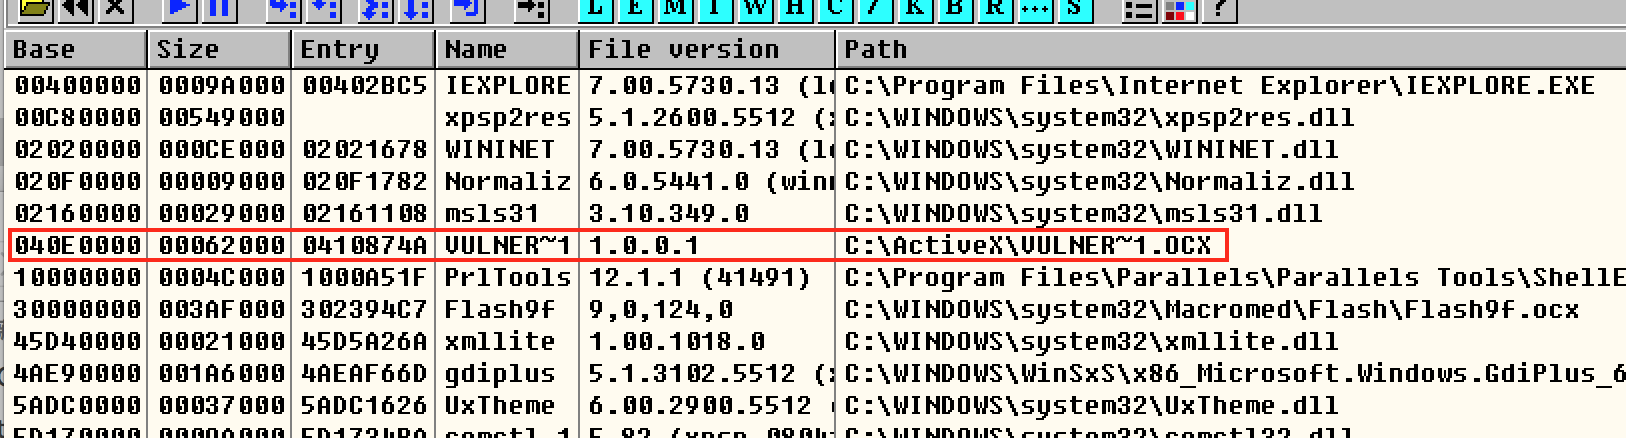 L E M T W H C / K B R ... S ?
Base Size Entry Name File version Path
00400000 0009A000 00402BC5 IEXPLORE 7.00.5730.13 C:\Program Files\Internet Explorer\IEXPLORE.EXE
00C80000 00549000 xpsp2res 5.1.2600.5512 C:\WINDOWS\system32\xpsp2res.dll
02020000 000CE000 02021678 WININET 7.00.5730.13 C:\WINDOWS\system32\WININET.dll
020F0000 00009000 020F1782 Normaliz 6.0.5441.0 C:\WINDOWS\system32\Normaliz.dll
02160000 00029000 02161108 msls31 3.10.349.0 C:\WINDOWS\system32\msls31.dll
040E0000 00062000 0410874A VULNER~1 1.0.0.1 C:\ActiveX\VULNER~1.OCX
10000000 0004C000 1000A51F PrlTools 12.1.1 (41491) C:\Program Files\Parallels\Parallels Tools\ShellE
30000000 003AF000 302394C7 Flash9f 9,0,124,0 C:\WINDOWS\system32\Macromed\Flash\Flash9f.ocx
45D40000 00021000 45D5A26A xmllite 1.00.1018.0 C:\WINDOWS\system32\xmllite.dll
4AE90000 001A6000 4AEAF66D gdiplus 5.1.3102.5512 C:\WINDOWS\WinSxS\x86_Microsoft.Windows.GdiPlus_6
5ADC0000 00037000 5ADC1626 UxTheme 6.00.2900.5512 C:\WINDOWS\system32\UxTheme.dll
C:\WINDOWS\system32\comctl32.dll